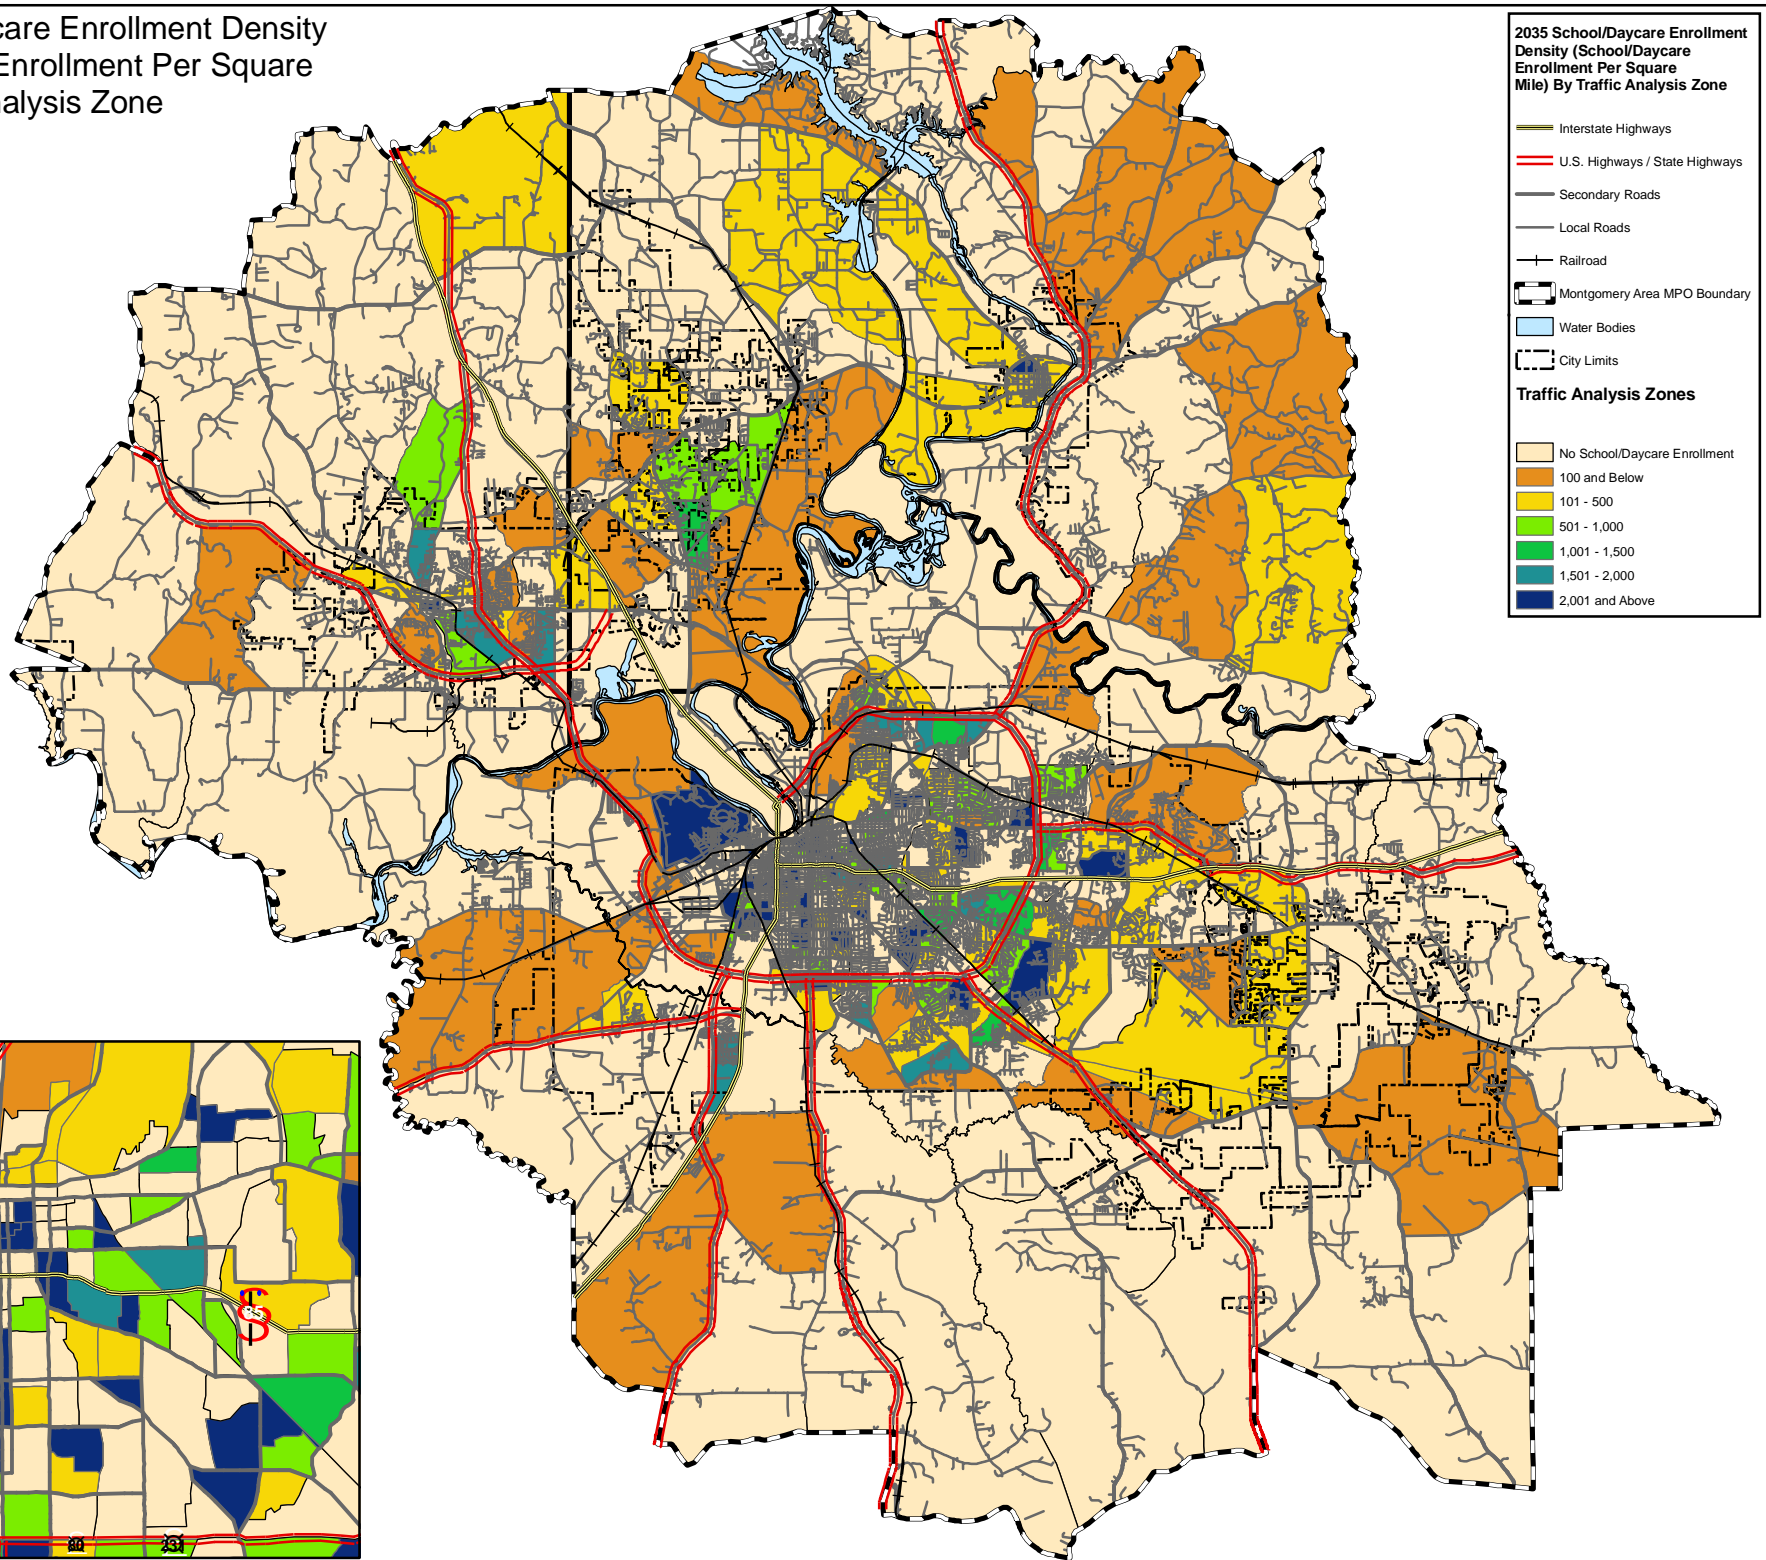 care Enrollment Density
Enrollment Per Square
alysis Zone
2035 School/Daycare Enrollment
Density (School/Daycare
Enrollment Per Square
Mile) By Traffic Analysis Zone
Interstate Highways
U.S. Highways / State Highways
Secondary Roads
Local Roads
Railroad
Montgomery Area MPO Boundary
Water Bodies
City Limits
Traffic Analysis Zones
No School/Daycare Enrollment
100 and Below
101 - 500
501 - 1,000
1,001 - 1,500
1,501 - 2,000
2,001 and Above
80
231